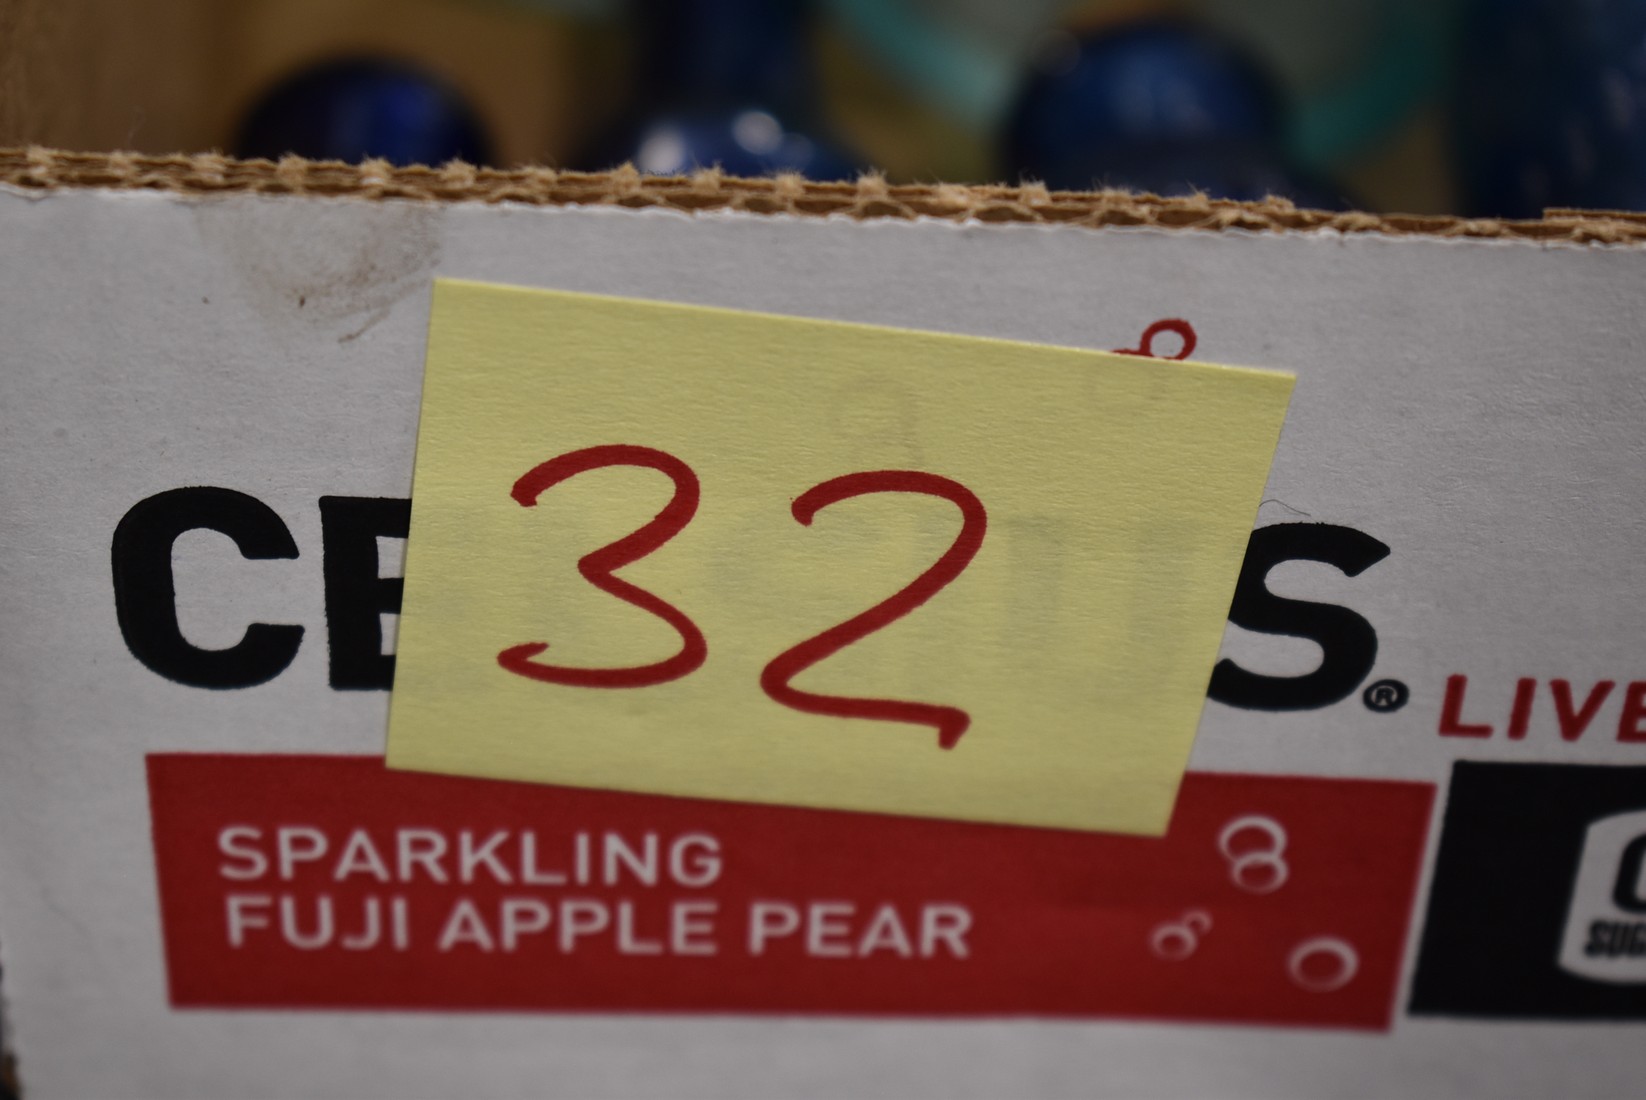 32
CE S® LIVE
SPARKLING
FUJI APPLE PEAR